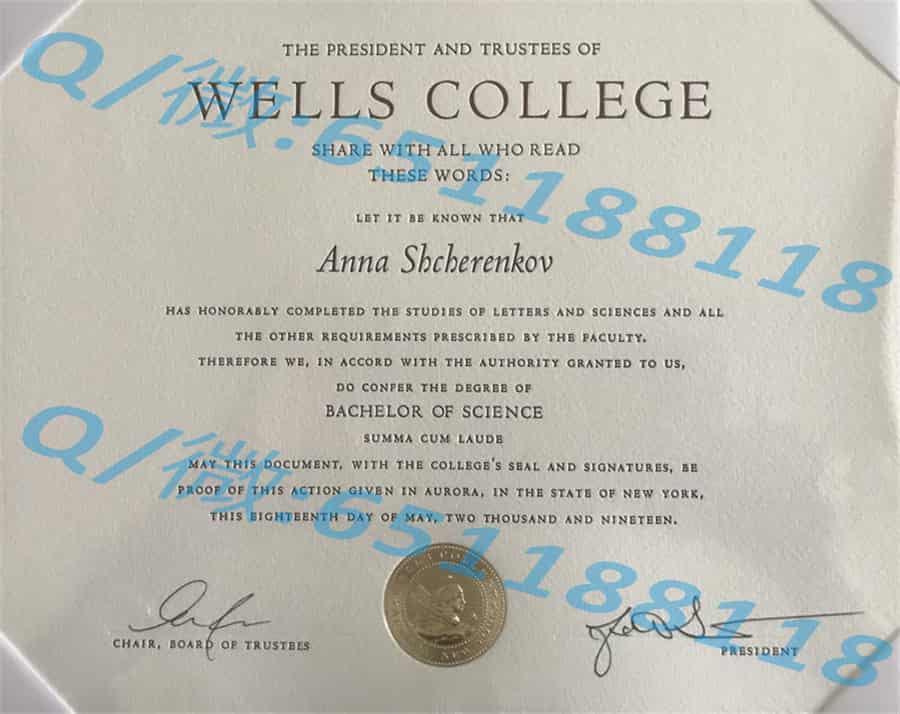 THE PRESIDENT AND TRUSTEES OF
WELLS COLLEGE
SHARE WITH ALL WHO READ
THESE WORDS:
LET IT BE KNOWN THAT
Anna Shcherenkov
HAS HONORABLY COMPLETED THE STUDIES OF LETTERS AND SCIENCES AND ALL
THE OTHER REQUIREMENTS PRESCRIBED BY THE FACULTY.
THEREFORE WE, IN ACCORD WITH THE AUTHORITY GRANTED TO US,
DO CONFER THE DEGREE OF
BACHELOR OF SCIENCE
SUMMA CUM LAUDE
MAY THIS DOCUMENT, WITH THE COLLEGE'S SEAL AND SIGNATURES, BE
PROOF OF THIS ACTION GIVEN IN AURORA, IN THE STATE OF NEW YORK,
THIS EIGHTEENTH DAY OF MAY, TWO THOUSAND AND NINETEEN.
CHAIR, BOARD OF TRUSTEES
PRESIDENT
Q/微:651188118
Q/微:651188118